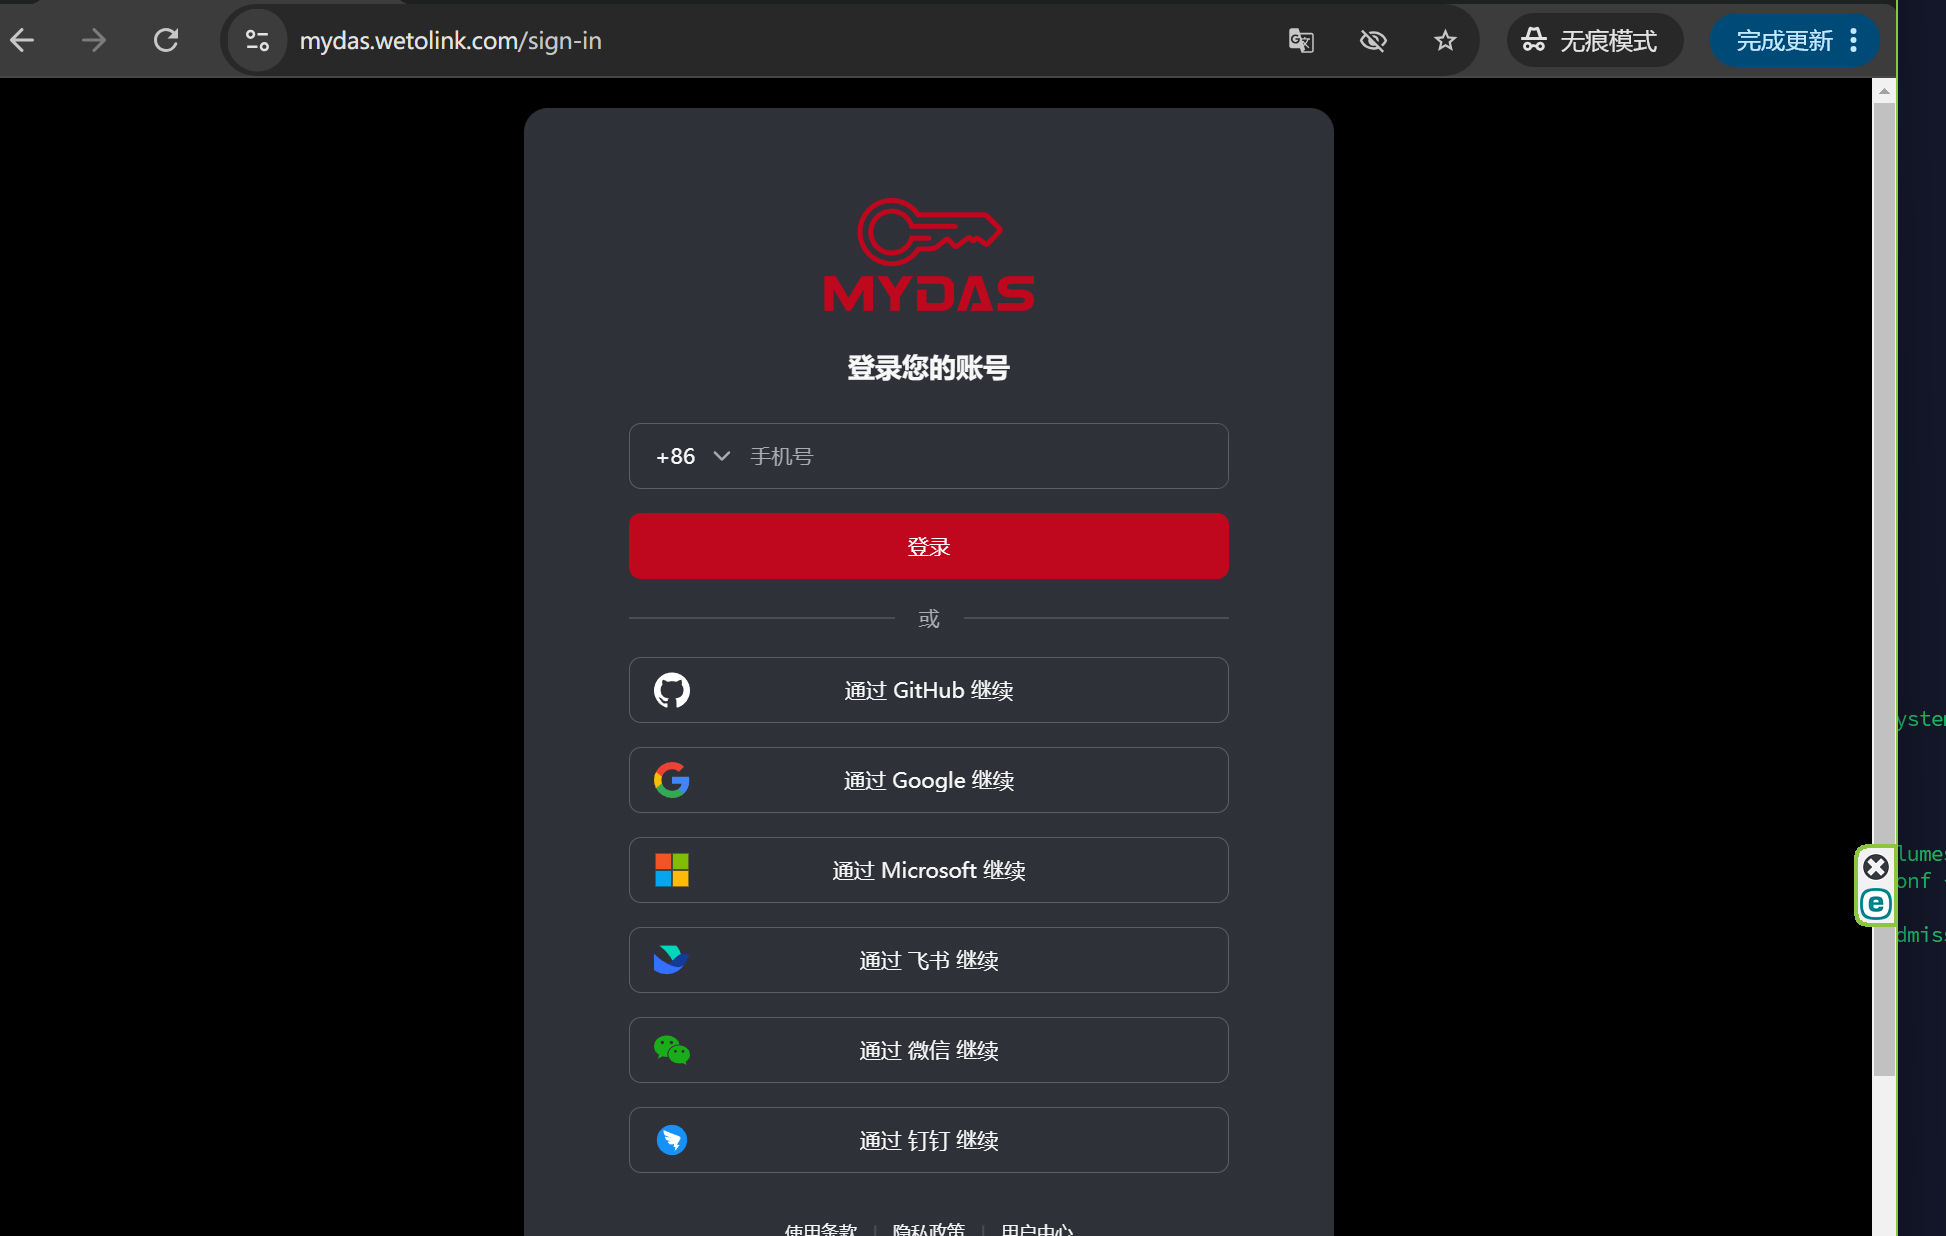 mydas.wetolink.com/sign-in
无痕模式
完成更新
MYDAS
登录您的账号
+86 手机号
登录
或
通过 GitHub 继续
通过 Google 继续
通过 Microsoft 继续
通过 飞书 继续
通过 微信 继续
通过 钉钉 继续
使用条款 | 隐私政策 | 用户中心
yste
lumes
onf
dmis